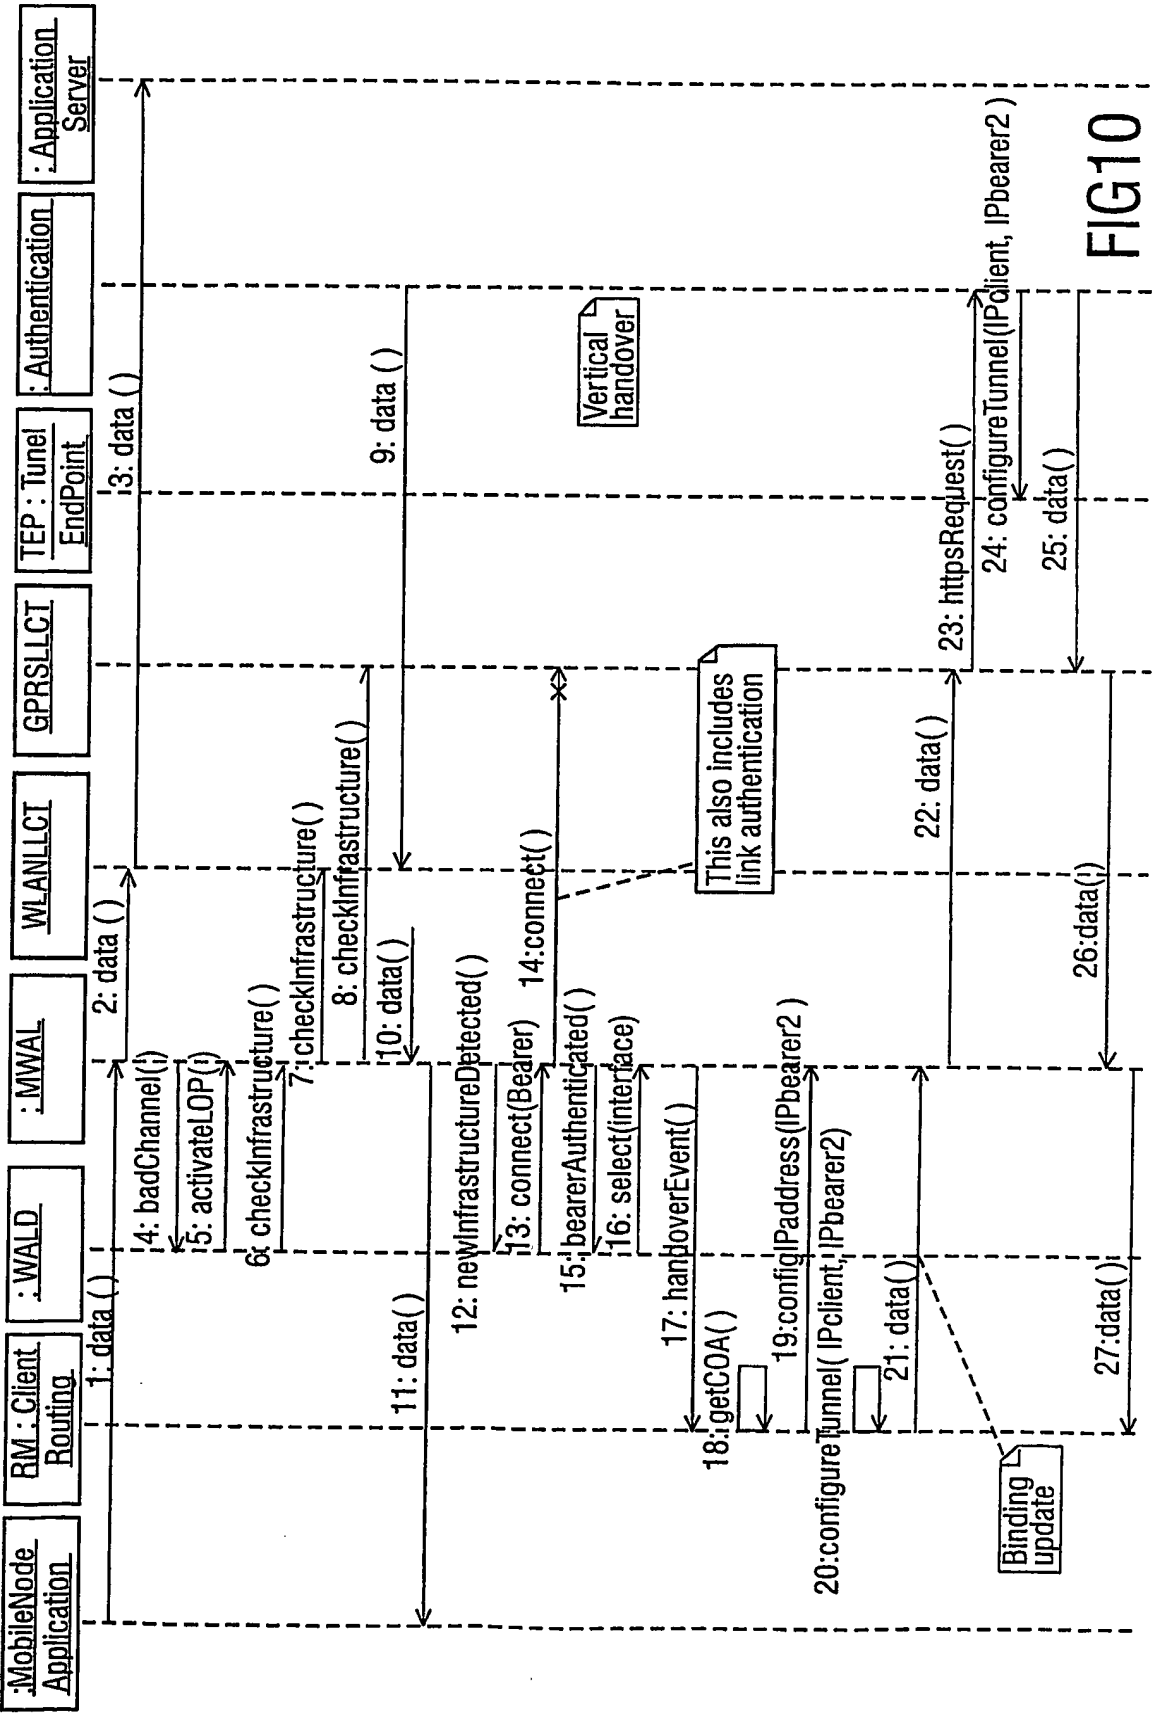 :MobileNode
Application
RM : Client
Routing
: WALD
: MWAL
WLANLLCT
GPRSLLCT
TEP : Tunel
EndPoint
: Authentication
: Application
Server
1: data ( )
2: data ( )
3: data ( )
4: badChannel( )
5: activateLOP( )
6: checkInfrastructure( )
7:checkInfrastructure( )
8: checkInfrastructure( )
9: data ( )
10: data( )
11: data( )
12: newInfrastructureDetected( )
13: connect(Bearer)
14:connect( )
15: bearerAuthenticated( )
16: select(interface)
Vertical
handover
This also includes
link authentication
17: handoverEvent( )
18: getCOA( )
19:configIPaddress(IPbearer2 )
20:configureTunnel( IPclient, IPbearer2)
21: data( )
22: data( )
23: httpsRequest( )
24: configureTunnel(IPclient, IPbearer2 )
25: data( )
26:data( )
27:data( )
Binding
update
FIG10